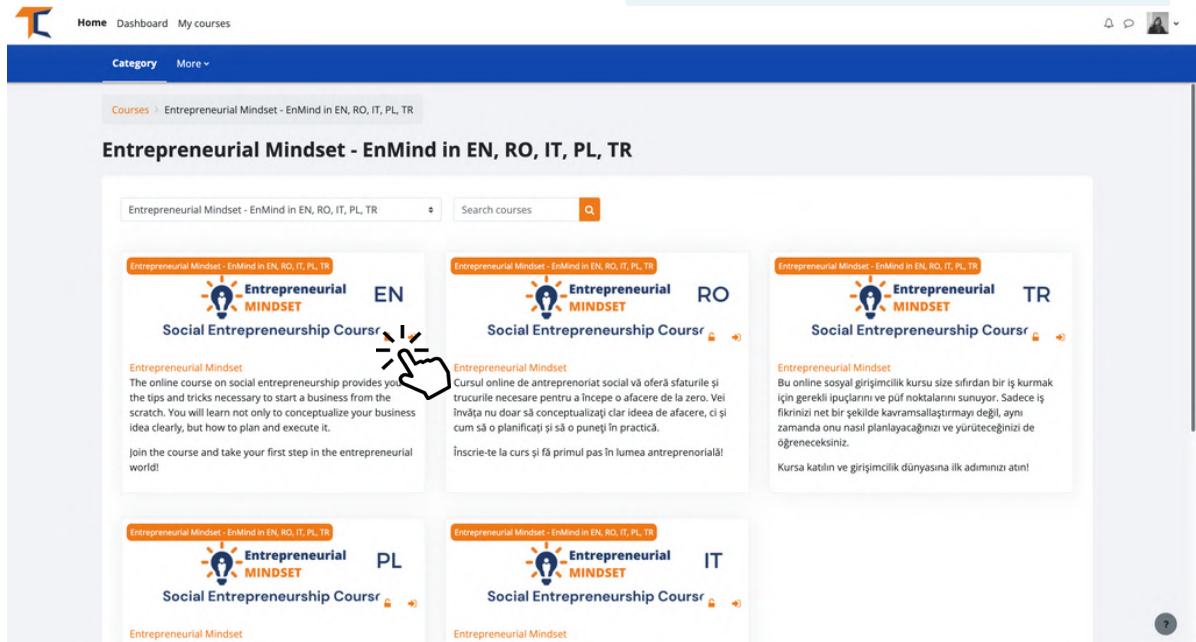 TC
Home Dashboard My courses
Category More
Courses Entrepreneurial Mindset - EnMind in EN, RO, IT, PL, TR
Entrepreneurial Mindset - EnMind in EN, RO, IT, PL, TR
Entrepreneurial Mindset - EnMind in EN, RO, IT, PL, TR
Search courses
Entrepreneurial Mindset - EnMind in EN, RO, IT, PL, TR
Entrepreneurial
MINDSET
EN
Social Entrepreneurship Course
Entrepreneurial Mindset
The online course on social entrepreneurship provides you
the tips and tricks necessary to start a business from the
scratch. You will learn not only to conceptualize your business
idea clearly, but how to plan and execute it.
Join the course and take your first step in the entrepreneurial
world!
Entrepreneurial Mindset - EnMind in EN, RO, IT, PL, TR
Entrepreneurial
MINDSET
RO
Social Entrepreneurship Course
Entrepreneurial Mindset
Cursul online de antreprenoriat social vă oferă sfaturile și
trucurile necesare pentru a începe o afacere de la zero. Vei
învăța nu doar să conceptualizaţi clar ideea de afacere, ci și
cum să o planificați și să o puneți în practică.
Înscrie-te la curs și fă primul pas în lumea antreprenorială!
Entrepreneurial Mindset - EnMind in EN, RO, IT, PL, TR
Entrepreneurial
MINDSET
TR
Social Entrepreneurship Course
Entrepreneurial Mindset
Bu online sosyal girişimcilik kursu size sıfırdan bir iş kurmak
için gerekli ipuçlarını ve püf noktalarını sunuyor. Sadece iş
fikrinizi net bir şekilde kavramsallaştırmayı değil, aynı
zamanda onu nasıl planlayacağınızı ve yürüteceğinizi de
öğreneceksiniz.
Kursa katılın ve girişimcilik dünyasına ilk adımınızı atın!
Entrepreneurial Mindset - EnMind in EN, RO, IT, PL, TR
Entrepreneurial
MINDSET
PL
Social Entrepreneurship Course
Entrepreneurial Mindset
Entrepreneurial Mindset - EnMind in EN, RO, IT, PL, TR
Entrepreneurial
MINDSET
IT
Social Entrepreneurship Course
Entrepreneurial Mindset
?